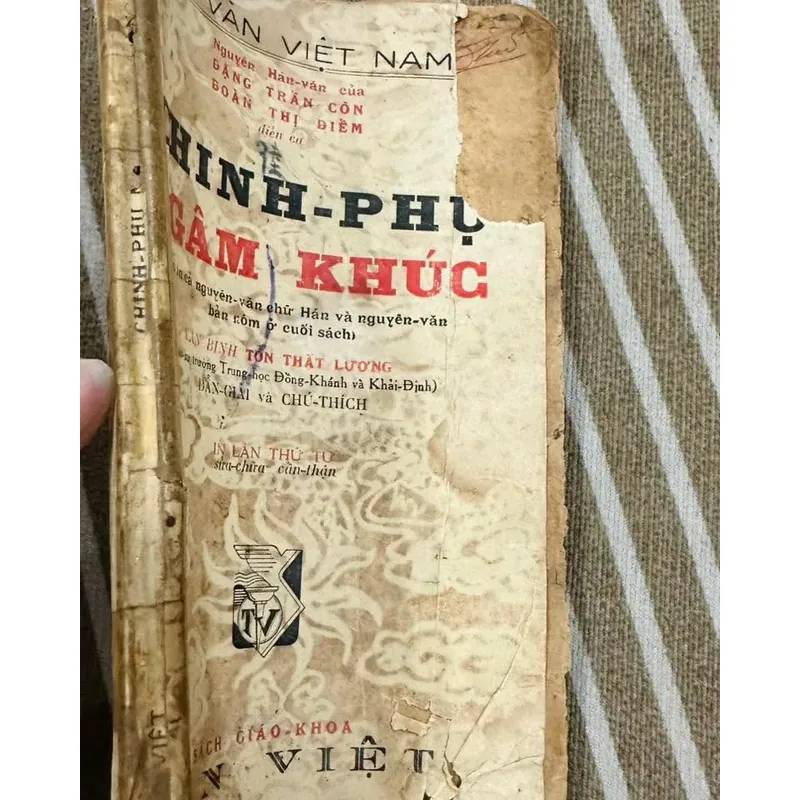 VĂN VIỆT NAM
Nguyên Hán-văn của
ĐẶNG TRẦN CÔN
ĐOÀN THỊ ĐIỂM
diễn ca
CHINH-PHỤ
NGÂM KHÚC
cả nguyên-văn chữ Hán và nguyên-văn
bản nôm ở cuối sách)
BỊNH TÔN THẤT LƯƠNG
trường Trung-học Đồng-Khánh và Khải-Định)
DẪN-GIẢI và CHÚ-THÍCH
IN LẦN THỨ TƯ
sửa-chữa cẩn-thận
TV
SÁCH GIÁO-KHOA
VIỆT
CHINH-PHỤ
VIỆT